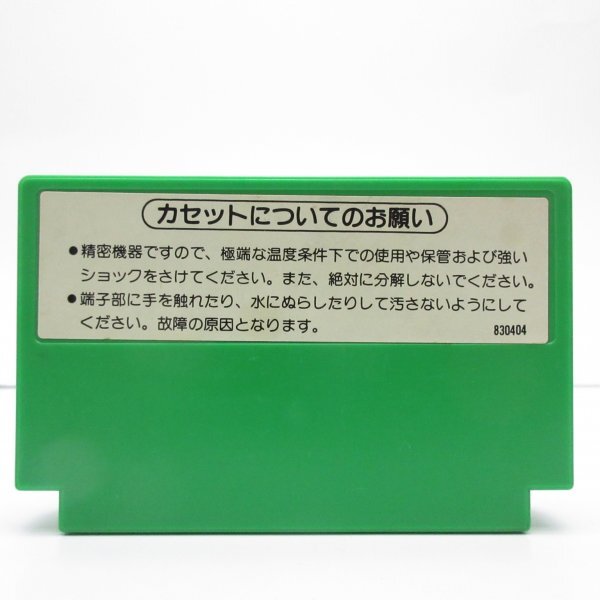 カセットについてのお願い
●精密機器ですので、極端な温度条件下での使用や保管および強い
ショックをさけてください。また、絶対に分解しないでください。
●端子部に手を触れたり、水にぬらしたりして汚さないようにして
ください。故障の原因となります。
830404